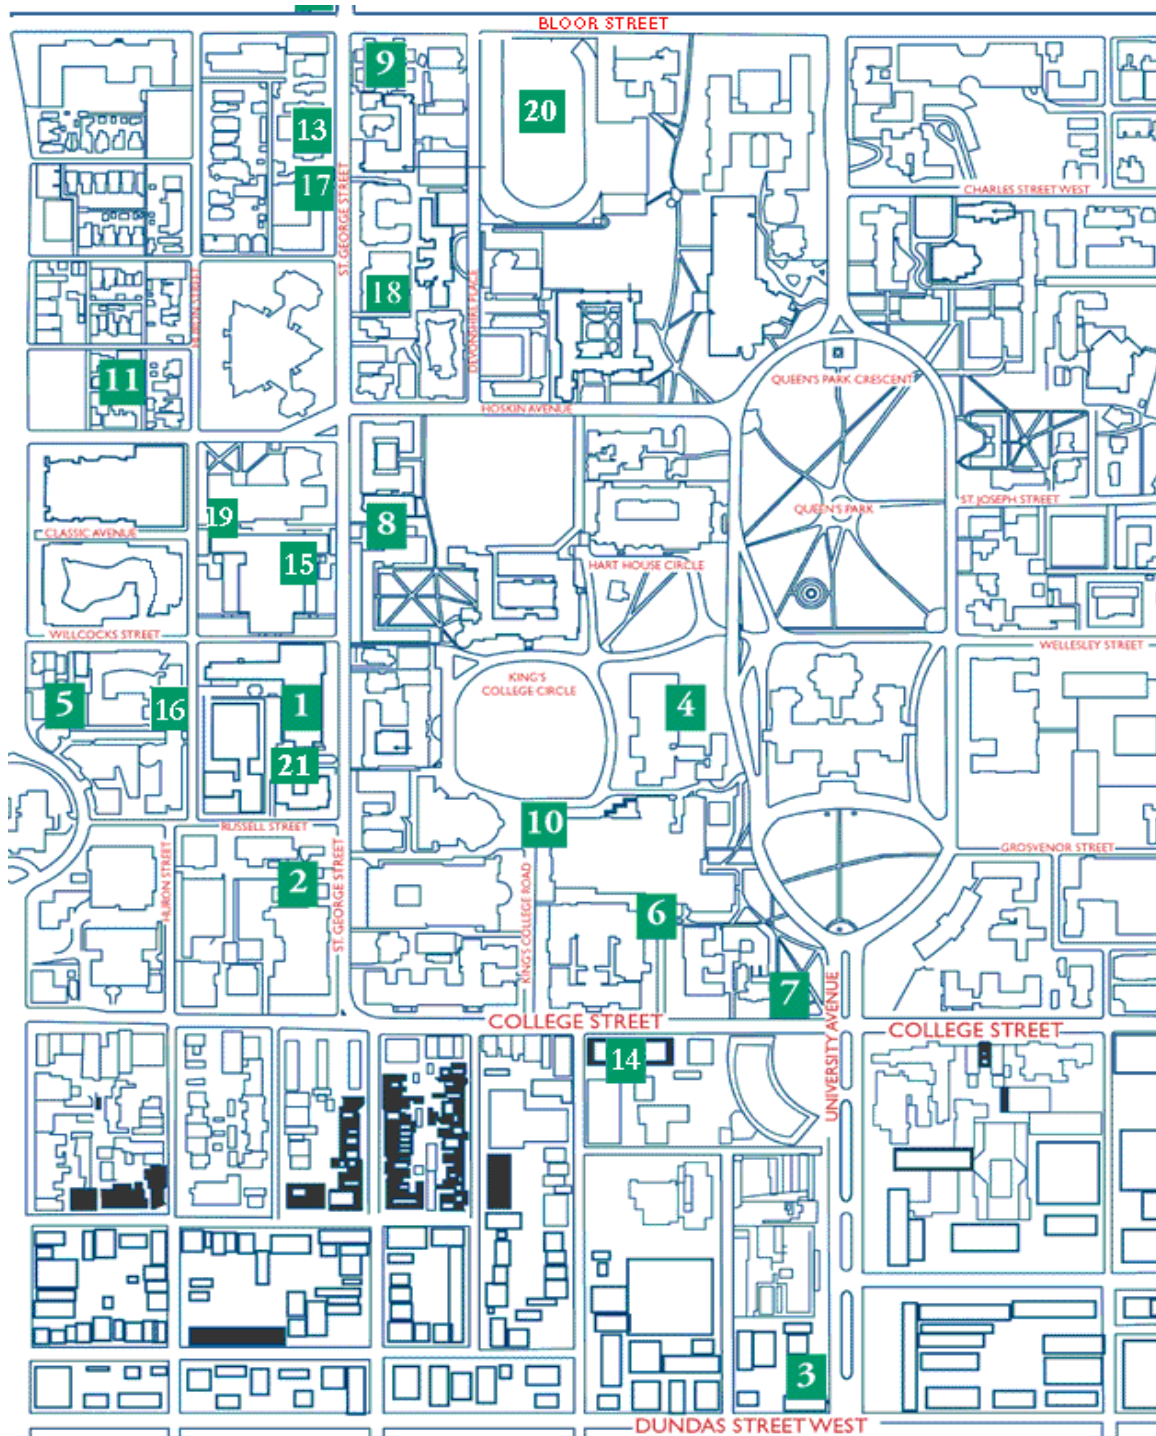 BLOOR STREET
9
20
13
17
CHARLES STREET WEST
ST. GEORGE STREET
18
HURON STREET
DEVONSHIRE PLACE
11
QUEEN'S PARK CRESCENT
HOSKIN AVENUE
ST. JOSEPH STREET
QUEEN'S PARK
19
8
CLASSIC AVENUE
15
HART HOUSE CIRCLE
WILLCOCKS STREET
WELLESLEY STREET
KING'S
COLLEGE CIRCLE
5
16
1
4
21
10
RUSSELL STREET
GROSVENOR STREET
HURON STREET
2
ST. GEORGE STREET
KING'S COLLEGE ROAD
6
7
UNIVERSITY AVENUE
COLLEGE STREET
COLLEGE STREET
14
3
DUNDAS STREET WEST